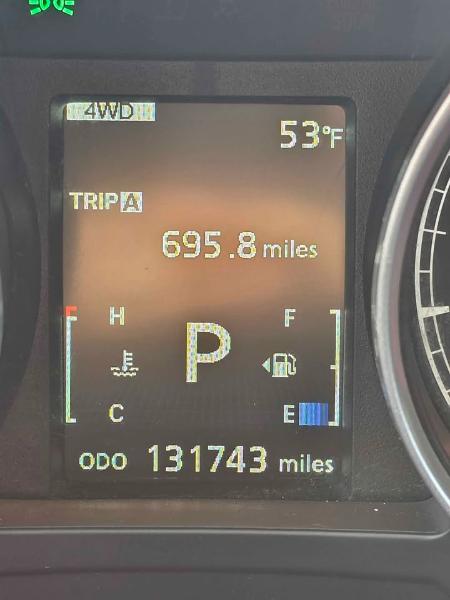 4WD
53°F
TRIP A
695.8 miles
H F
P
C E
ODO 131743 miles